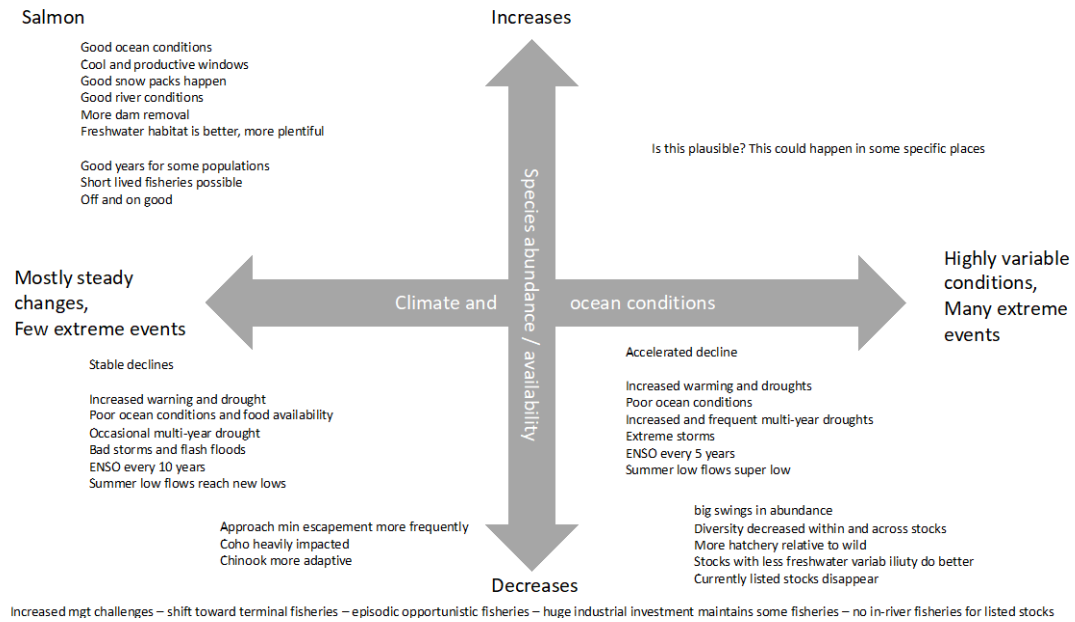 Salmon
Increases
Good ocean conditions
Cool and productive windows
Good snow packs happen
Good river conditions
More dam removal
Freshwater habitat is better, more plentiful
Good years for some populations
Short lived fisheries possible
Off and on good
Is this plausible? This could happen in some specific places
Species abundance / availability
Mostly steady
changes,
Few extreme events
Climate and ocean conditions
Highly variable
conditions,
Many extreme
events
Stable declines
Increased warning and drought
Poor ocean conditions and food availability
Occasional multi-year drought
Bad storms and flash floods
ENSO every 10 years
Summer low flows reach new lows
Approach min escapement more frequently
Coho heavily impacted
Chinook more adaptive
Accelerated decline
Increased warming and droughts
Poor ocean conditions
Increased and frequent multi-year droughts
Extreme storms
ENSO every 5 years
Summer low flows super low
big swings in abundance
Diversity decreased within and across stocks
More hatchery relative to wild
Stocks with less freshwater variab iliuty do better
Currently listed stocks disappear
Decreases
Increased mgt challenges – shift toward terminal fisheries – episodic opportunistic fisheries – huge industrial investment maintains some fisheries – no in-river fisheries for listed stocks